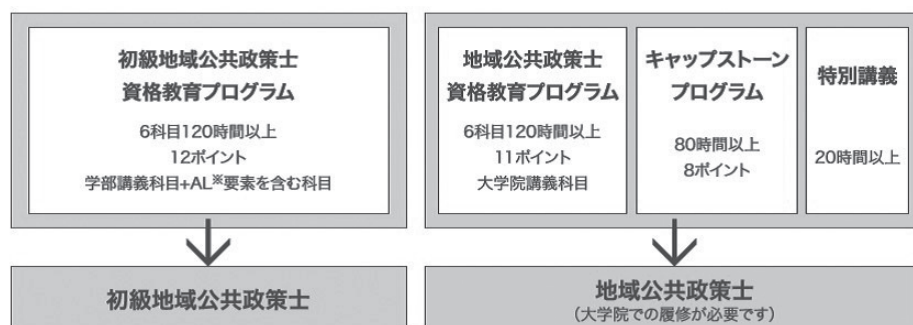 初級地域公共政策士
資格教育プログラム
6科目120時間以上
12ポイント
学部講義科目+AL※要素を含む科目
地域公共政策士
資格教育プログラム
6科目120時間以上
11ポイント
大学院講義科目
キャップストーン
プログラム
80時間以上
8ポイント
特別講義
20時間以上
初級地域公共政策士
地域公共政策士
(大学院での履修が必要です)